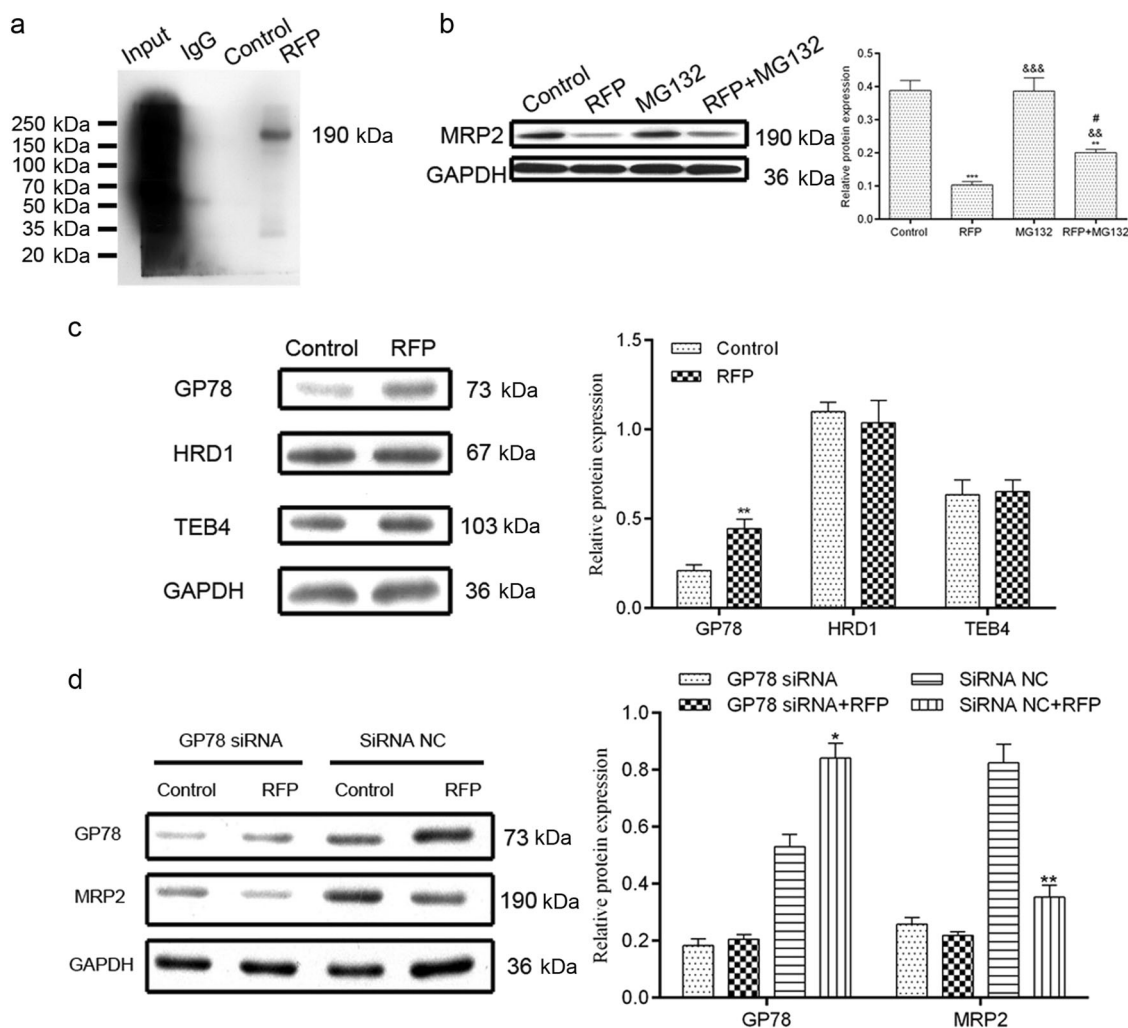 a
Input IgG Control RFP
250 kDa
150 kDa
100 kDa
70 kDa
50 kDa
35 kDa
20 kDa
190 kDa
b
Control RFP MG132 RFP+MG132
MRP2 190 kDa
GAPDH 36 kDa
Relative protein expression
0.4
0.3
0.2
0.1
0.0
***
&&&
#
&&
**
Control RFP MG132 RFP+MG132
c
Control RFP
GP78 73 kDa
HRD1 67 kDa
TEB4 103 kDa
GAPDH 36 kDa
Relative protein expression
1.5
1.0
0.5
0.0
Control
RFP
**
GP78 HRD1 TEB4
d
GP78 siRNA SiRNA NC
Control RFP Control RFP
GP78 73 kDa
MRP2 190 kDa
GAPDH 36 kDa
GP78 siRNA SiRNA NC
GP78 siRNA+RFP SiRNA NC+RFP
Relative protein expression
1.0
0.8
0.6
0.4
0.2
0.0
*
**
GP78 MRP2